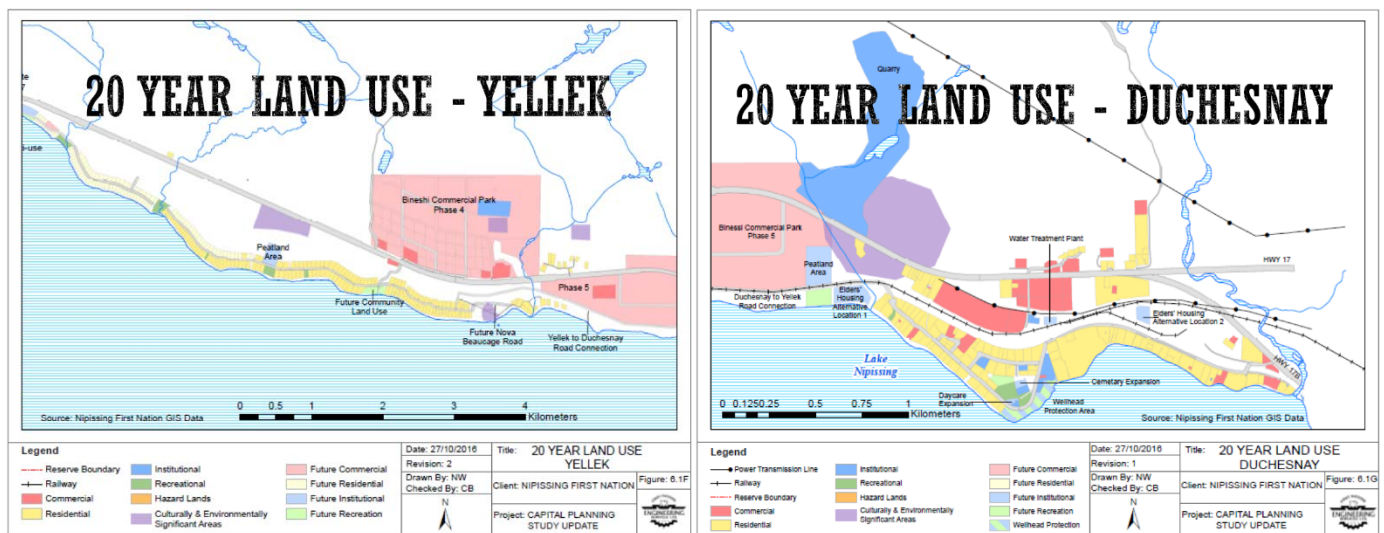 20 YEAR LAND USE - YELLEK
Bineshi Commercial Park
Phase 4
Peatland
Area
Phase 5
Future Community
Land Use
Future Nova
Beaucage Road
Yellek to Duchesnay
Road Connection
0 0.5 1 2 3 4
Kilometers
Source: Nipissing First Nation GIS Data
Legend
Reserve Boundary
Railway
Commercial
Residential
Institutional
Recreational
Hazard Lands
Culturally & Environmentally
Significant Areas
Future Commercial
Future Residential
Future Institutional
Future Recreation
Date: 27/10/2016
Revision: 2
Drawn By: NW
Checked By: CB
N
Title: 20 YEAR LAND USE
YELLEK
Client: NIPISSING FIRST NATION
Figure: 6.1F
Project: CAPITAL PLANNING
STUDY UPDATE
ENGINEERING
20 YEAR LAND USE - DUCHESNAY
Quarry
Binessi Commercial Park
Phase 5
Peatland
Area
Water Treatment Plant
HWY 17
Duchesnay to Yellek
Road Connection
Elders'
Housing
Alternative
Location 1
Elders' Housing
Alternative Location 2
HWY 17B
Lake
Nipissing
Cemetary Expansion
Daycare
Expansion
Wellhead
Protection Area
0 0.125 0.25 0.5 0.75 1
Kilometers
Source: Nipissing First Nation GIS Data
Legend
Power Transmission Line
Railway
Reserve Boundary
Commercial
Residential
Institutional
Recreational
Hazard Lands
Culturally & Environmentally
Significant Areas
Future Commercial
Future Residential
Future Institutional
Future Recreation
Wellhead Protection
Date: 27/10/2016
Revision: 1
Drawn By: NW
Checked By: CB
N
Title: 20 YEAR LAND USE
DUCHESNAY
Client: NIPISSING FIRST NATION
Figure: 6.1G
Project: CAPITAL PLANNING
STUDY UPDATE
ENGINEERING